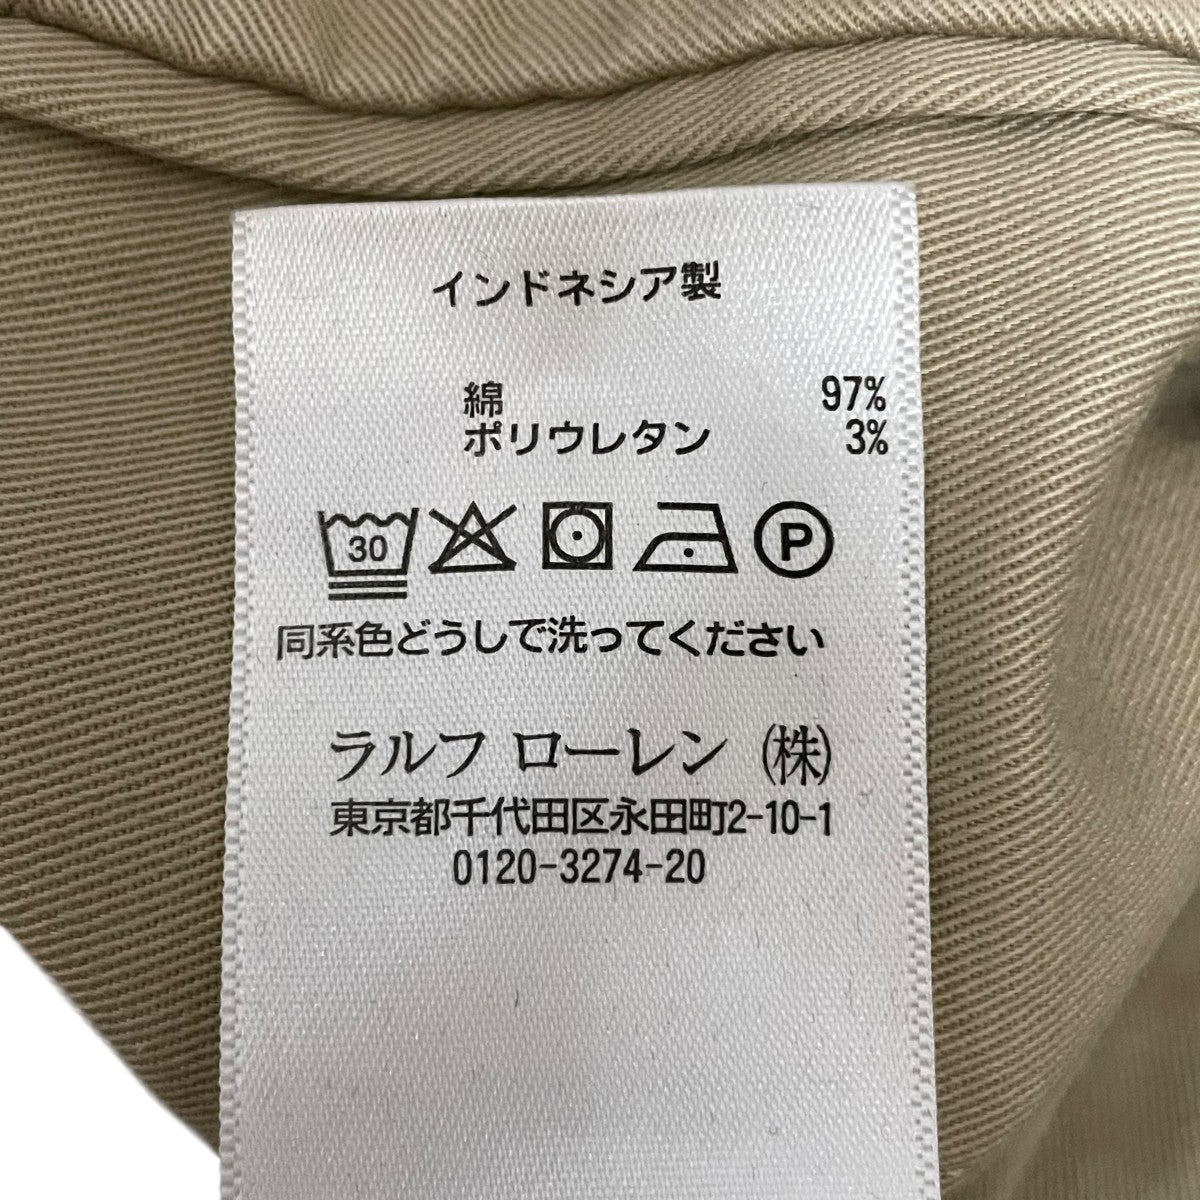 インドネシア製
綿 97%
ポリウレタン 3%
30 P
同系色どうしで洗ってください
ラルフ ローレン (株)
東京都千代田区永田町2-10-1
0120-3274-20